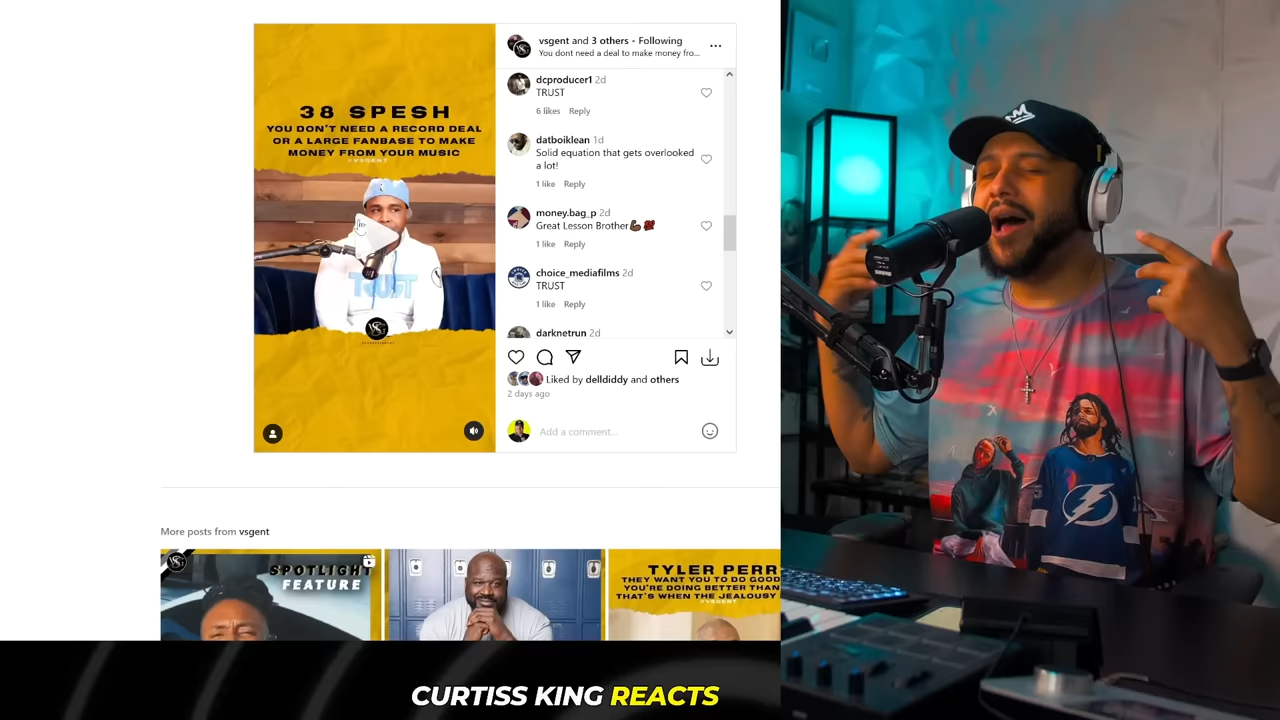 38 SPESH
YOU DON'T NEED A RECORD DEAL
OR A LARGE FANBASE TO MAKE
MONEY FROM YOUR MUSIC
@VSGENT
TRUST
vsgent and 3 others • Following
You dont need a deal to make money fro...
dcproducer1 2d
TRUST
6 likes Reply
datboiklean 1d
Solid equation that gets overlooked
a lot!
1 like Reply
money.bag_p 2d
Great Lesson Brother💪🏾💯
1 like Reply
choice_mediafilms 2d
TRUST
1 like Reply
darknetrun 2d
Liked by delldiddy and others
2 days ago
Add a comment...
More posts from vsgent
SPOTLIGHT
FEATURE
TYLER PERR
THEY WANT YOU TO DO GOOD
YOU'RE DOING BETTER THAN
THAT'S WHEN THE JEALOUSY
@VSGENT
SHURE
CURTISS KING REACTS